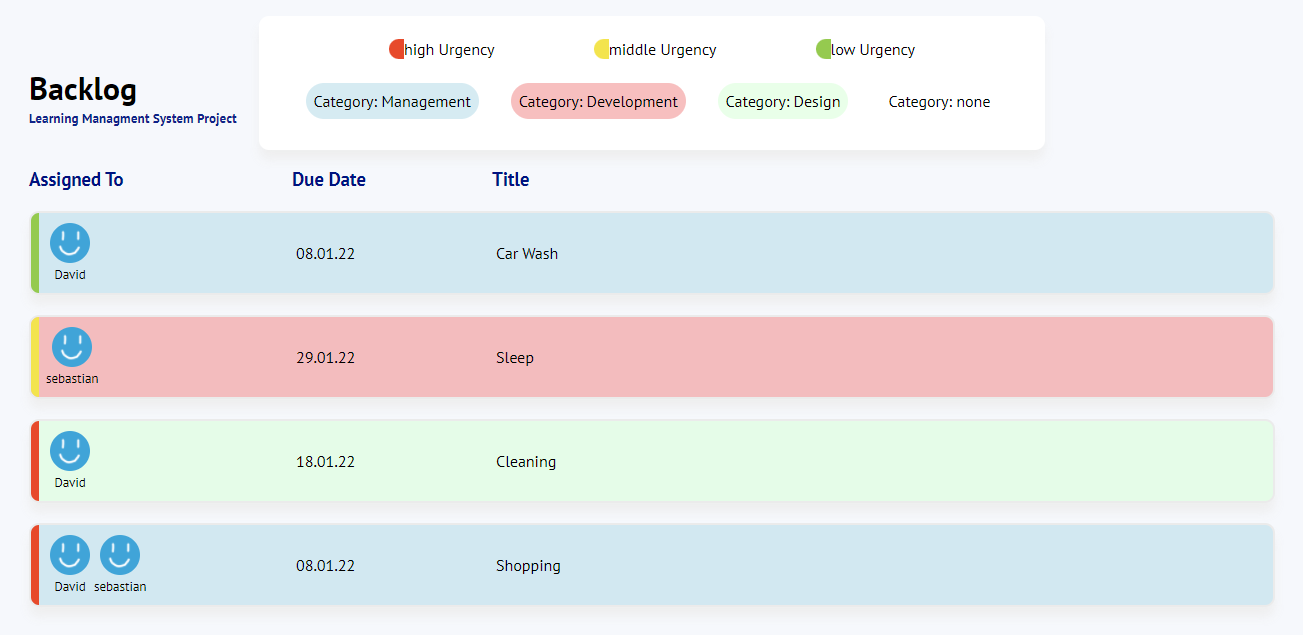 high Urgency middle Urgency low Urgency
Backlog
Category: Management Category: Development Category: Design Category: none
Learning Managment System Project
Assigned To Due Date Title
08.01.22 Car Wash
David
29.01.22 Sleep
sebastian
18.01.22 Cleaning
David
08.01.22 Shopping
David sebastian